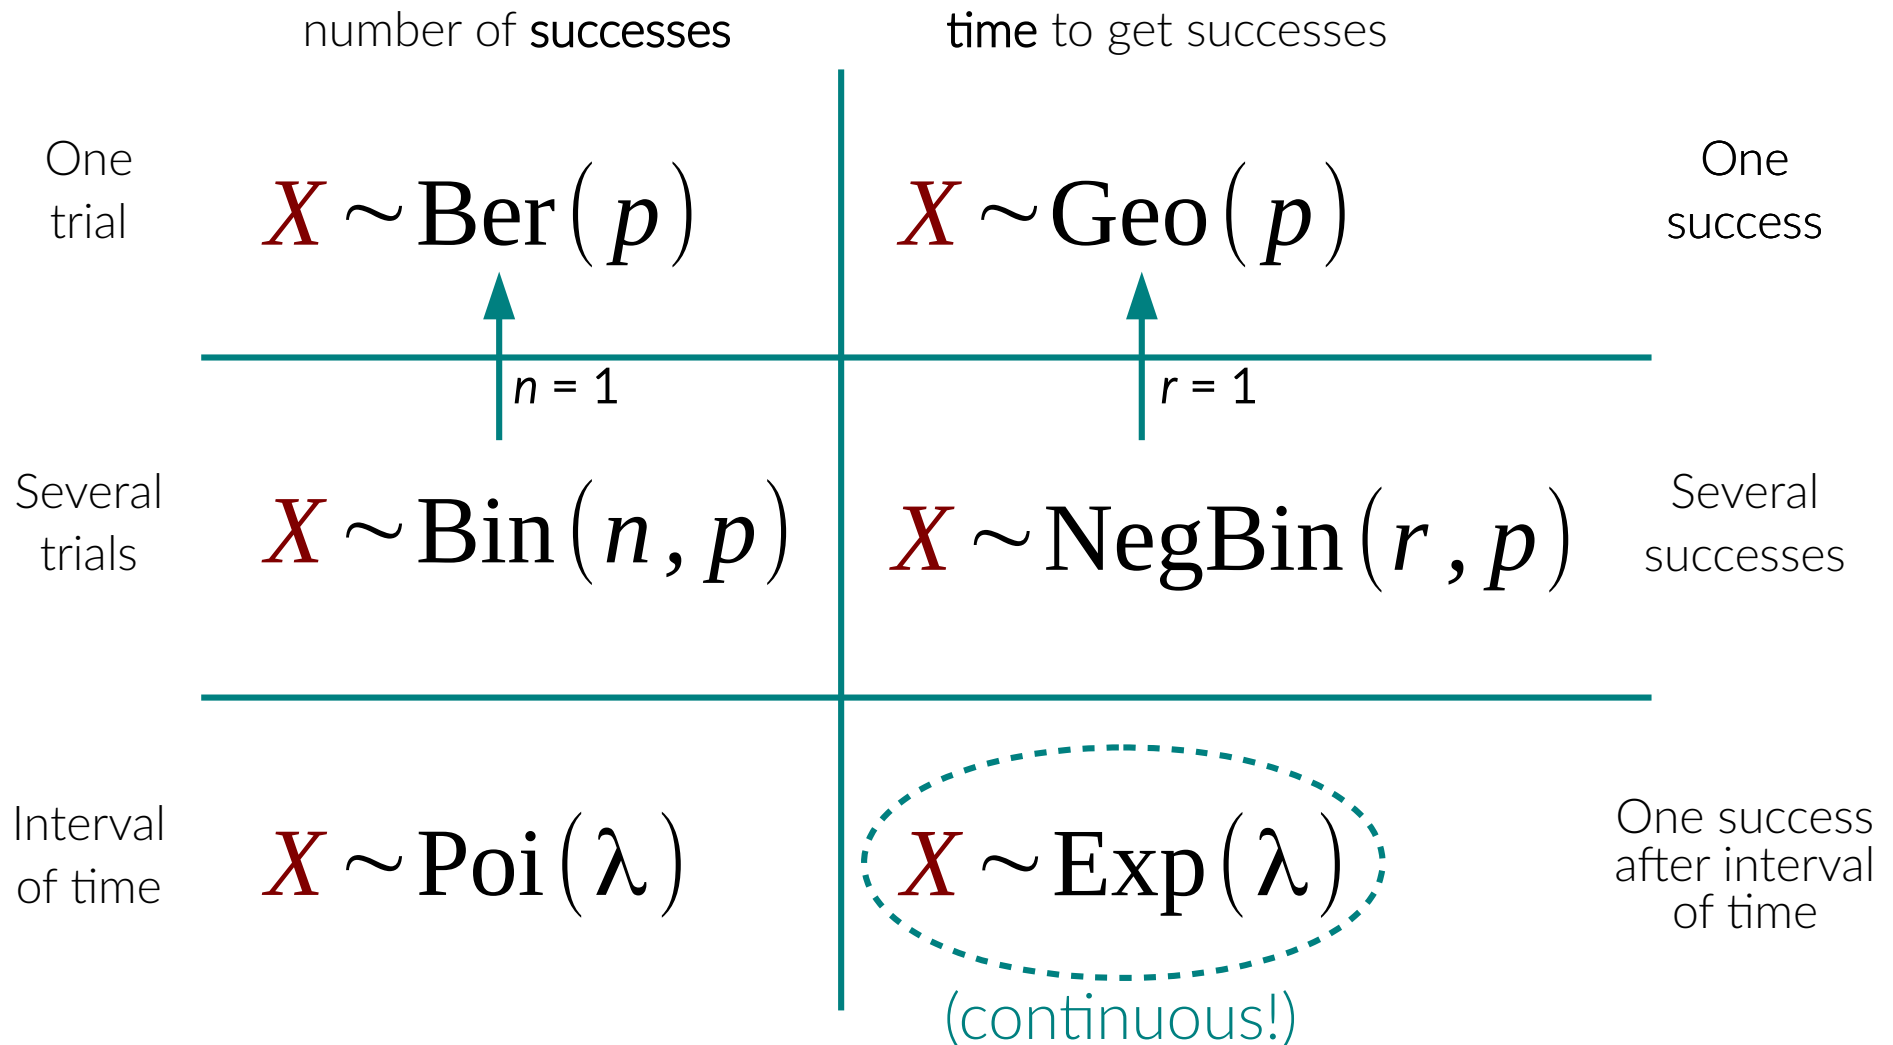 number of successes
time to get successes
One
trial
X ~ Ber ( p )
X ~ Geo ( p )
One
success
n = 1
r = 1
Several
trials
X ~ Bin ( n , p )
X ~ NegBin ( r , p )
Several
successes
Interval
of time
X ~ Poi ( λ )
X ~ Exp ( λ )
One success
after interval
of time
(continuous!)